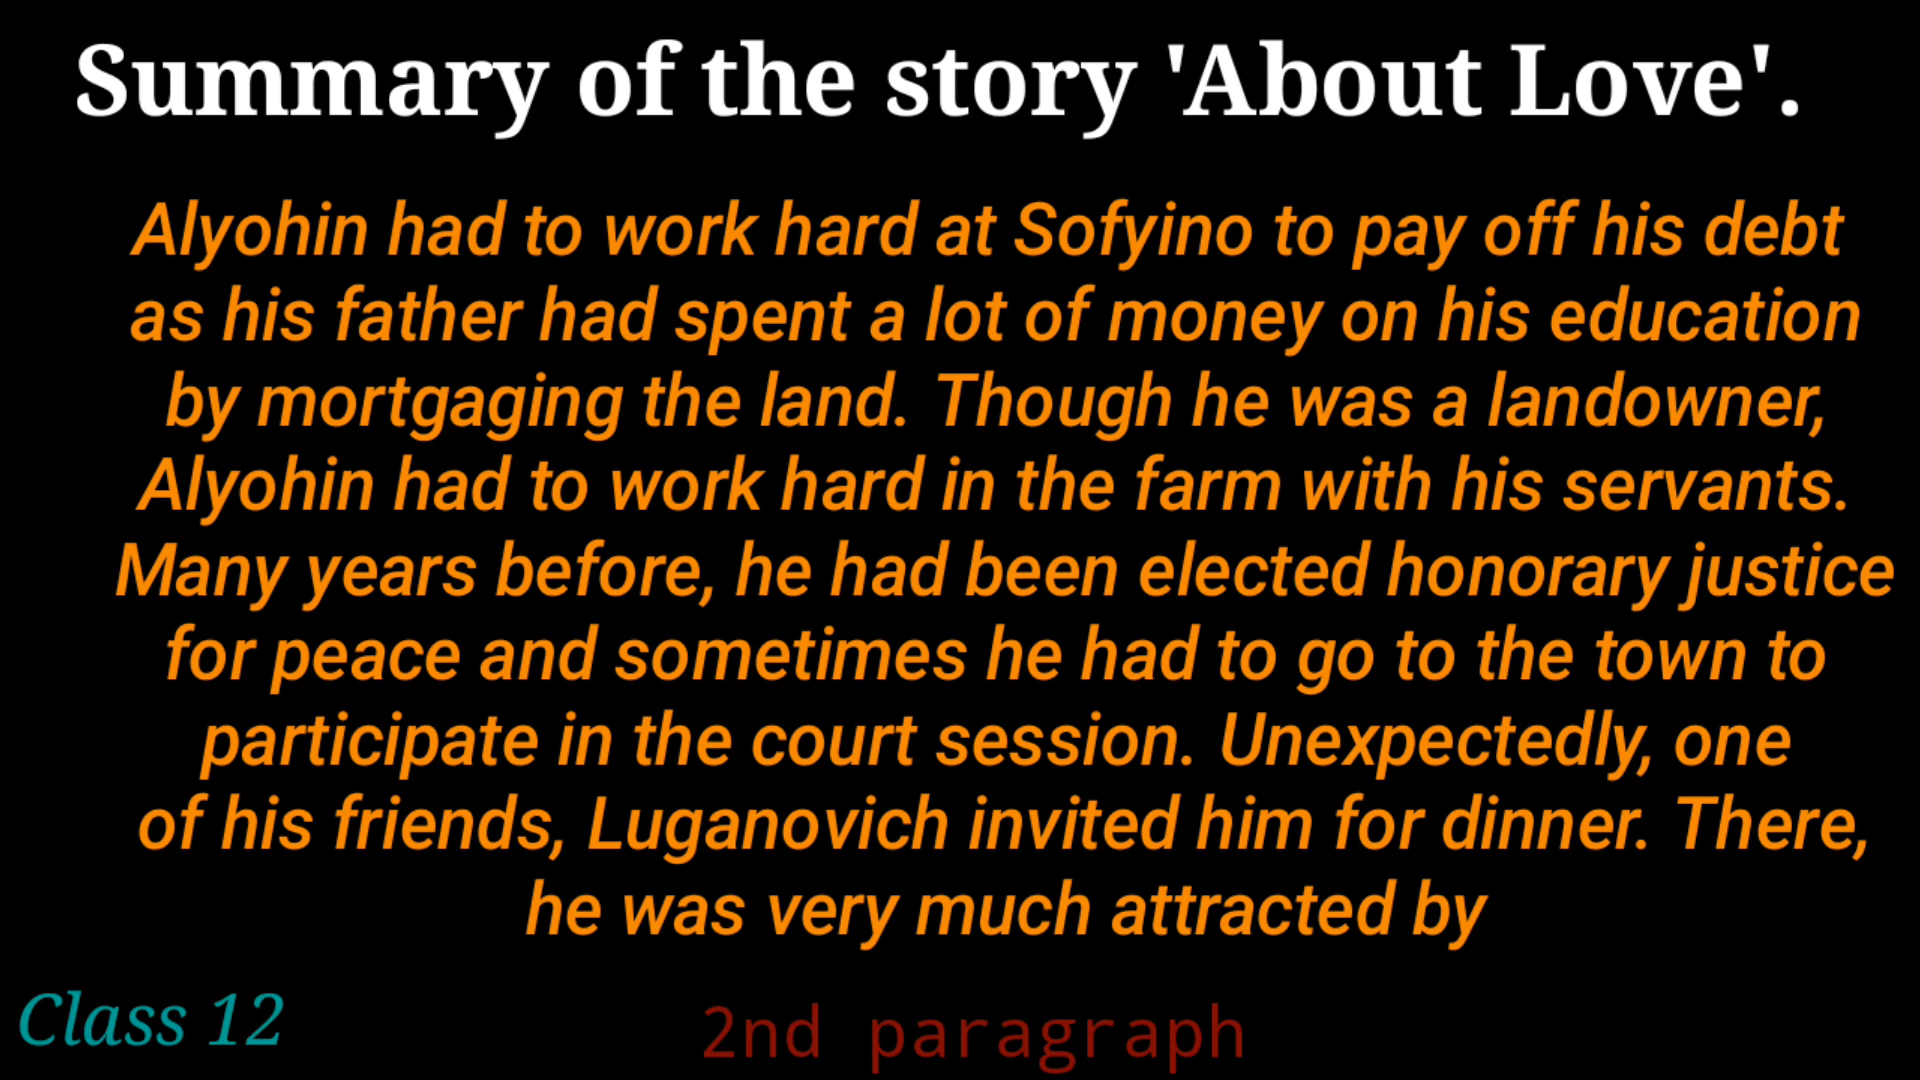 Summary of the story 'About Love'.
Alyohin had to work hard at Sofyino to pay off his debt
as his father had spent a lot of money on his education
by mortgaging the land. Though he was a landowner,
Alyohin had to work hard in the farm with his servants.
Many years before, he had been elected honorary justice
for peace and sometimes he had to go to the town to
participate in the court session. Unexpectedly, one
of his friends, Luganovich invited him for dinner. There,
he was very much attracted by
Class 12
2nd paragraph